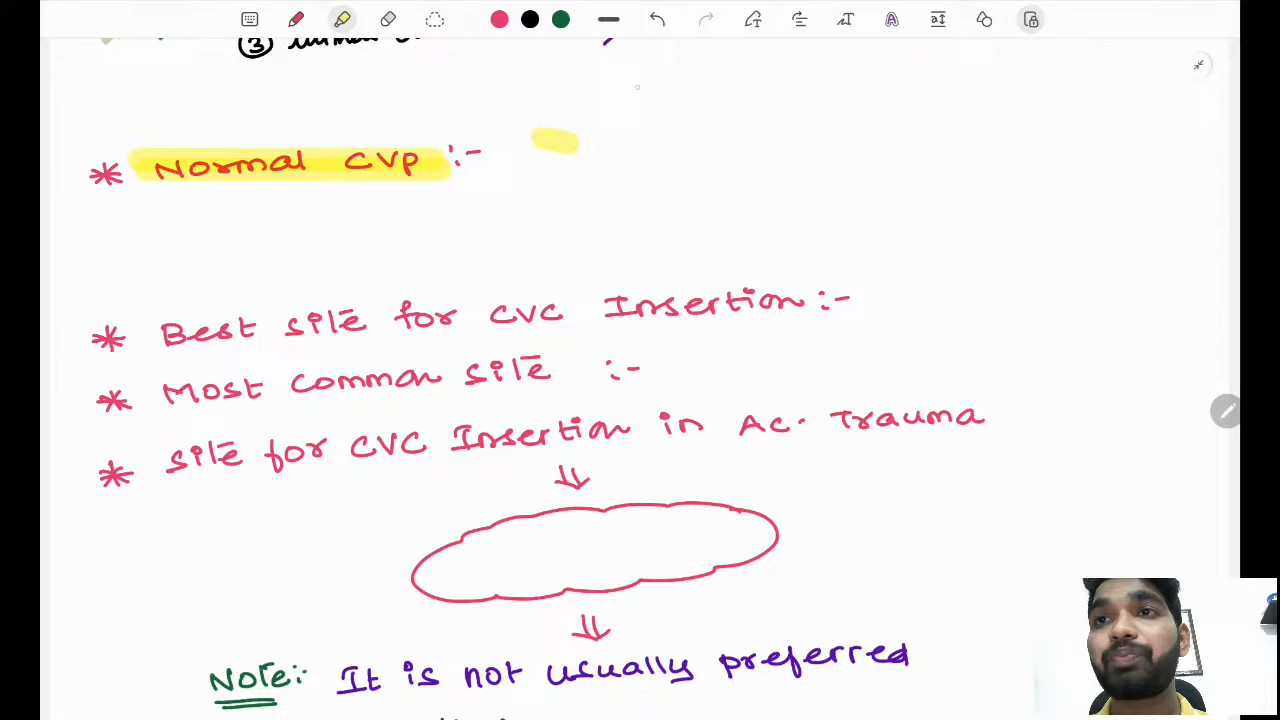 ③
* Normal CVP :-
* Best site for CVC Insertion :-
* Most common site :-
* site for CVC Insertion in Ac. Trauma
Note:- It is not usually preferred